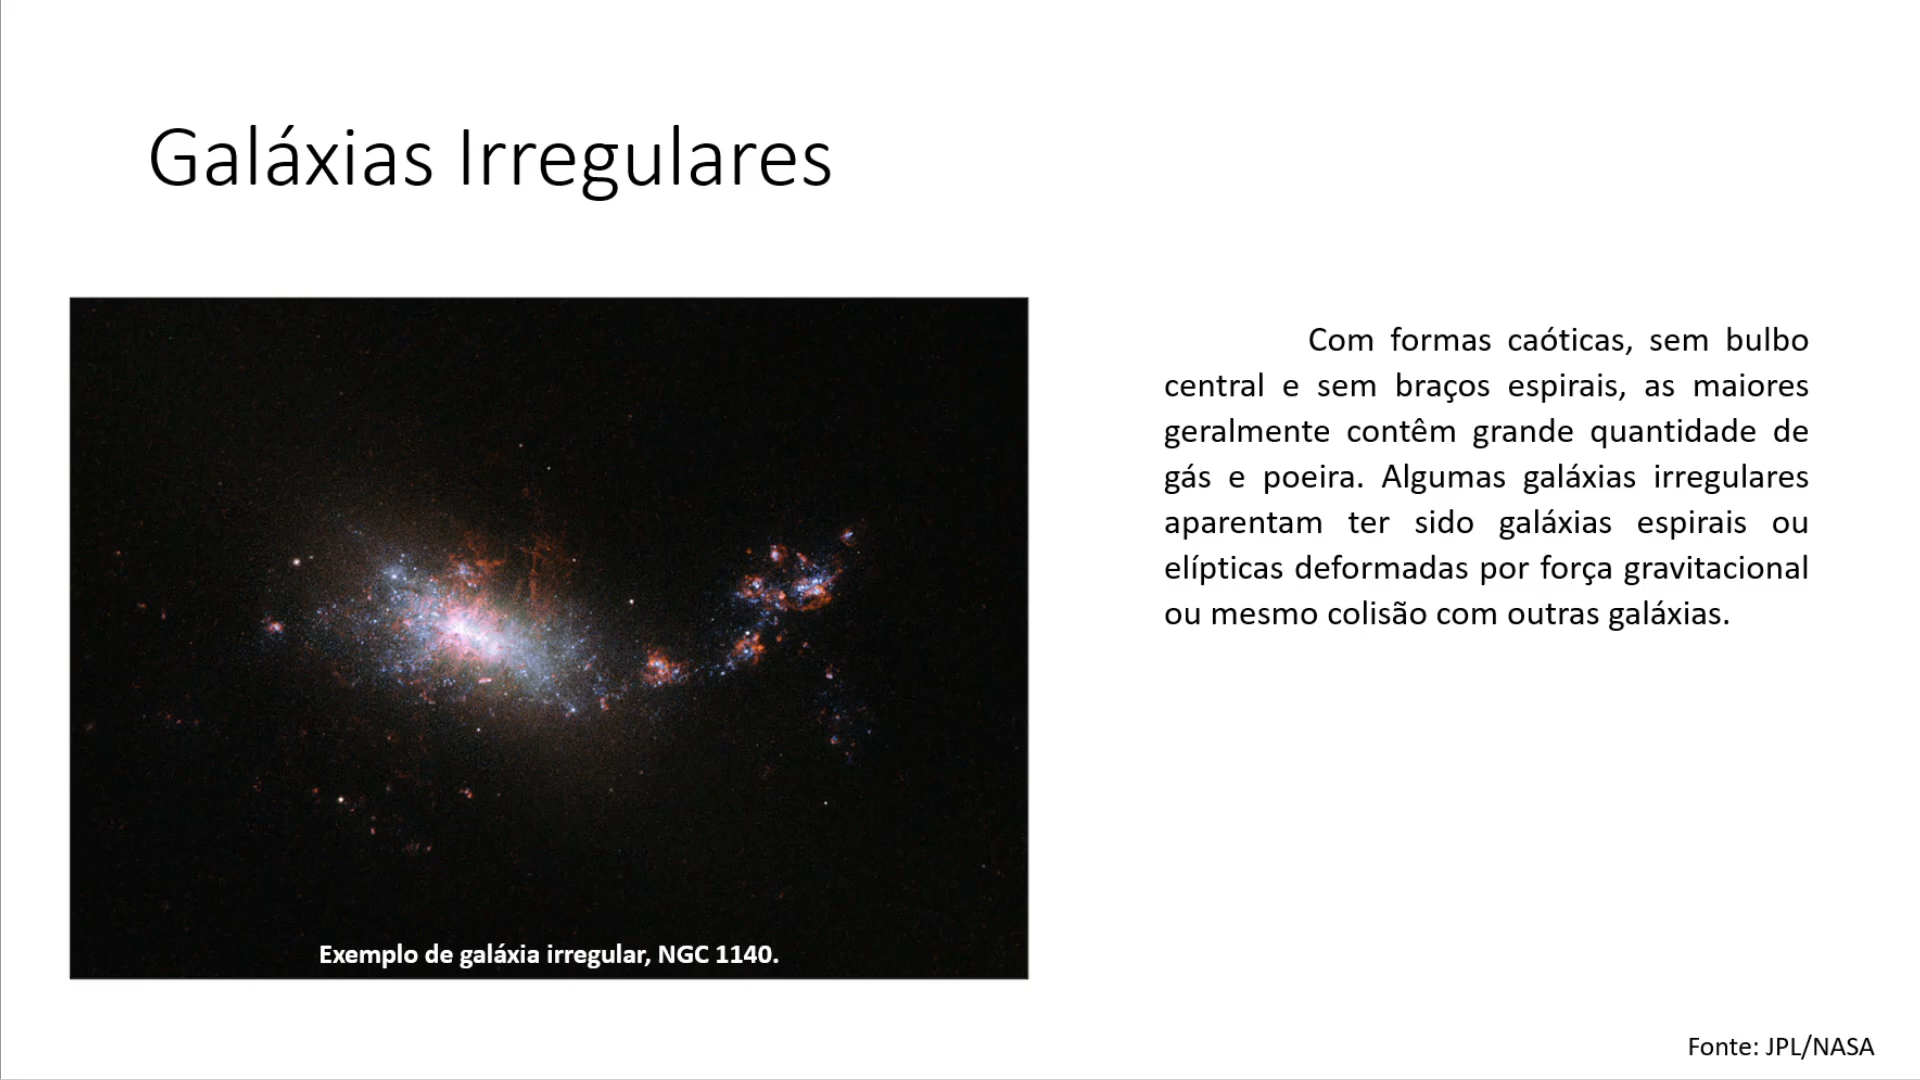 Galáxias Irregulares
Com formas caóticas, sem bulbo
central e sem braços espirais, as maiores
geralmente contêm grande quantidade de
gás e poeira. Algumas galáxias irregulares
aparentam ter sido galáxias espirais ou
elípticas deformadas por força gravitacional
ou mesmo colisão com outras galáxias.
Exemplo de galáxia irregular, NGC 1140.
Fonte: JPL/NASA